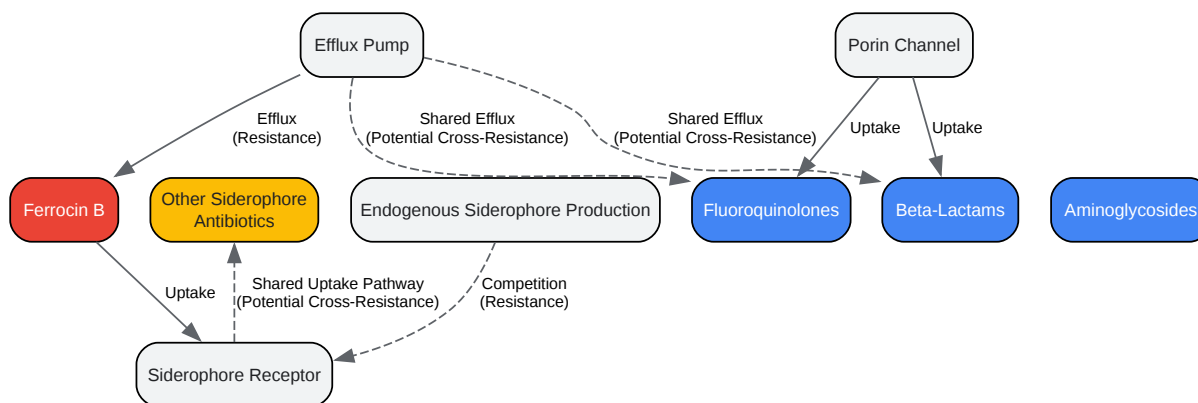 Efflux Pump
Porin Channel
Efflux
(Resistance)
Shared Efflux
(Potential Cross-Resistance)
Shared Efflux
(Potential Cross-Resistance)
Uptake
Uptake
Ferrocin B
Other Siderophore
Antibiotics
Endogenous Siderophore Production
Fluoroquinolones
Beta-Lactams
Aminoglycosides
Uptake
Shared Uptake Pathway
(Potential Cross-Resistance)
Competition
(Resistance)
Siderophore Receptor